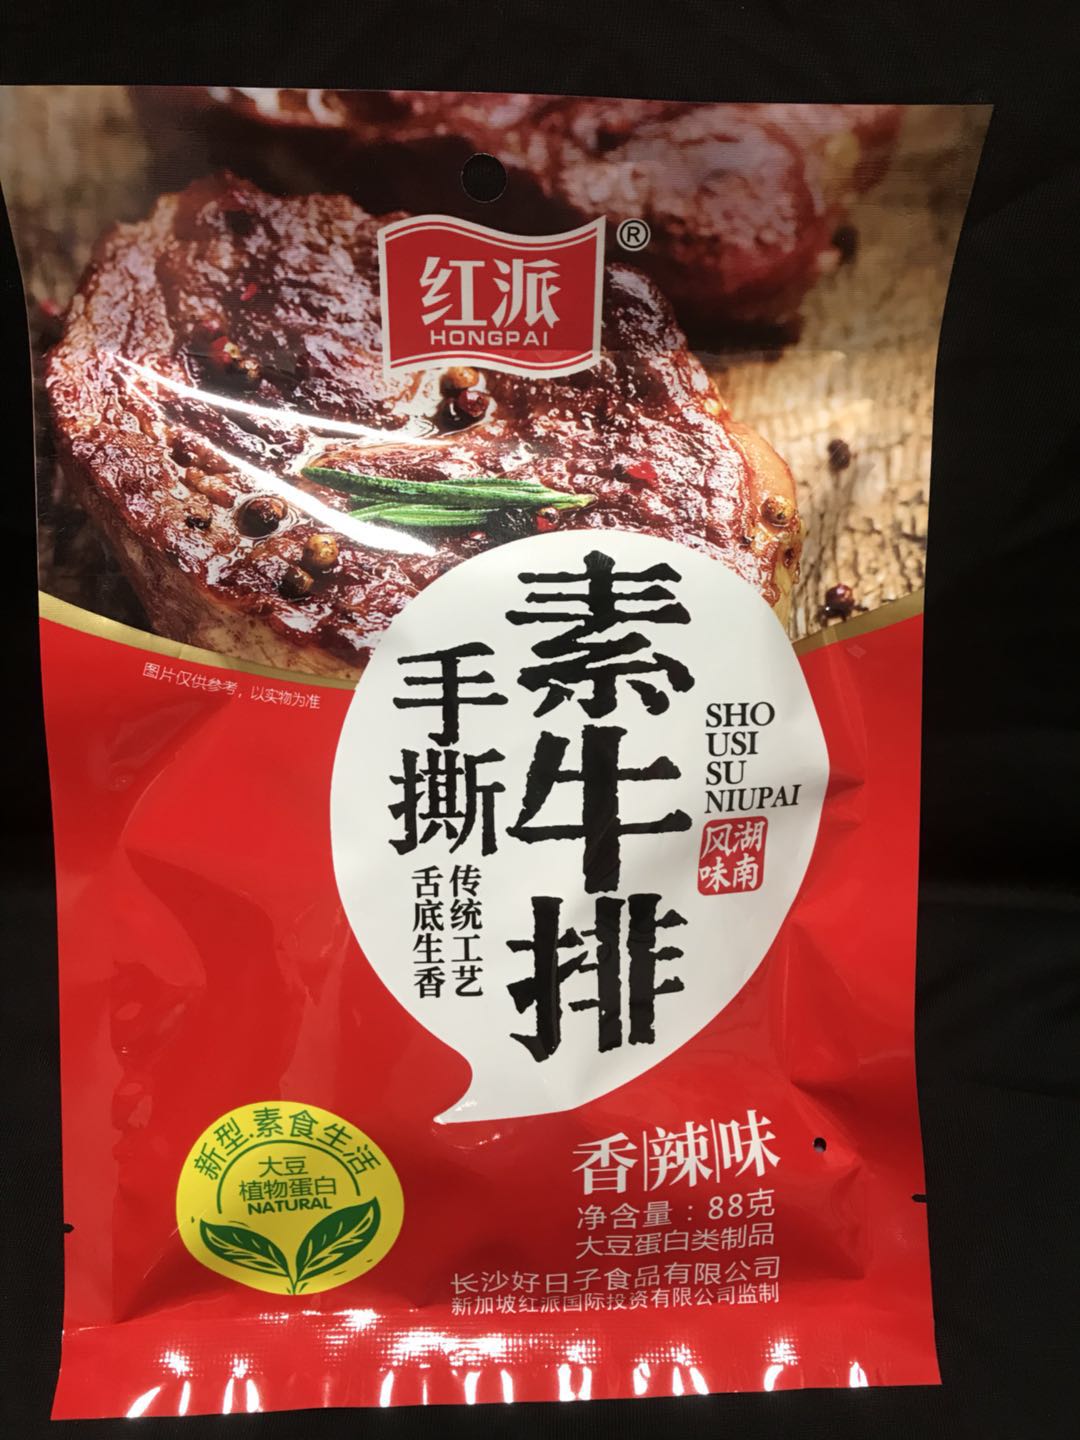 红派
HONGPAI
®
图片仅供参考，以实物为准
手撕
素牛排
SHO
USI
SU
NIUPAI
湖南
风味
传统工艺
舌底生香
新型.素食生活
大豆
植物蛋白
NATURAL
香辣味
净含量：88克
大豆蛋白类制品
长沙好日子食品有限公司
新加坡红派国际投资有限公司监制